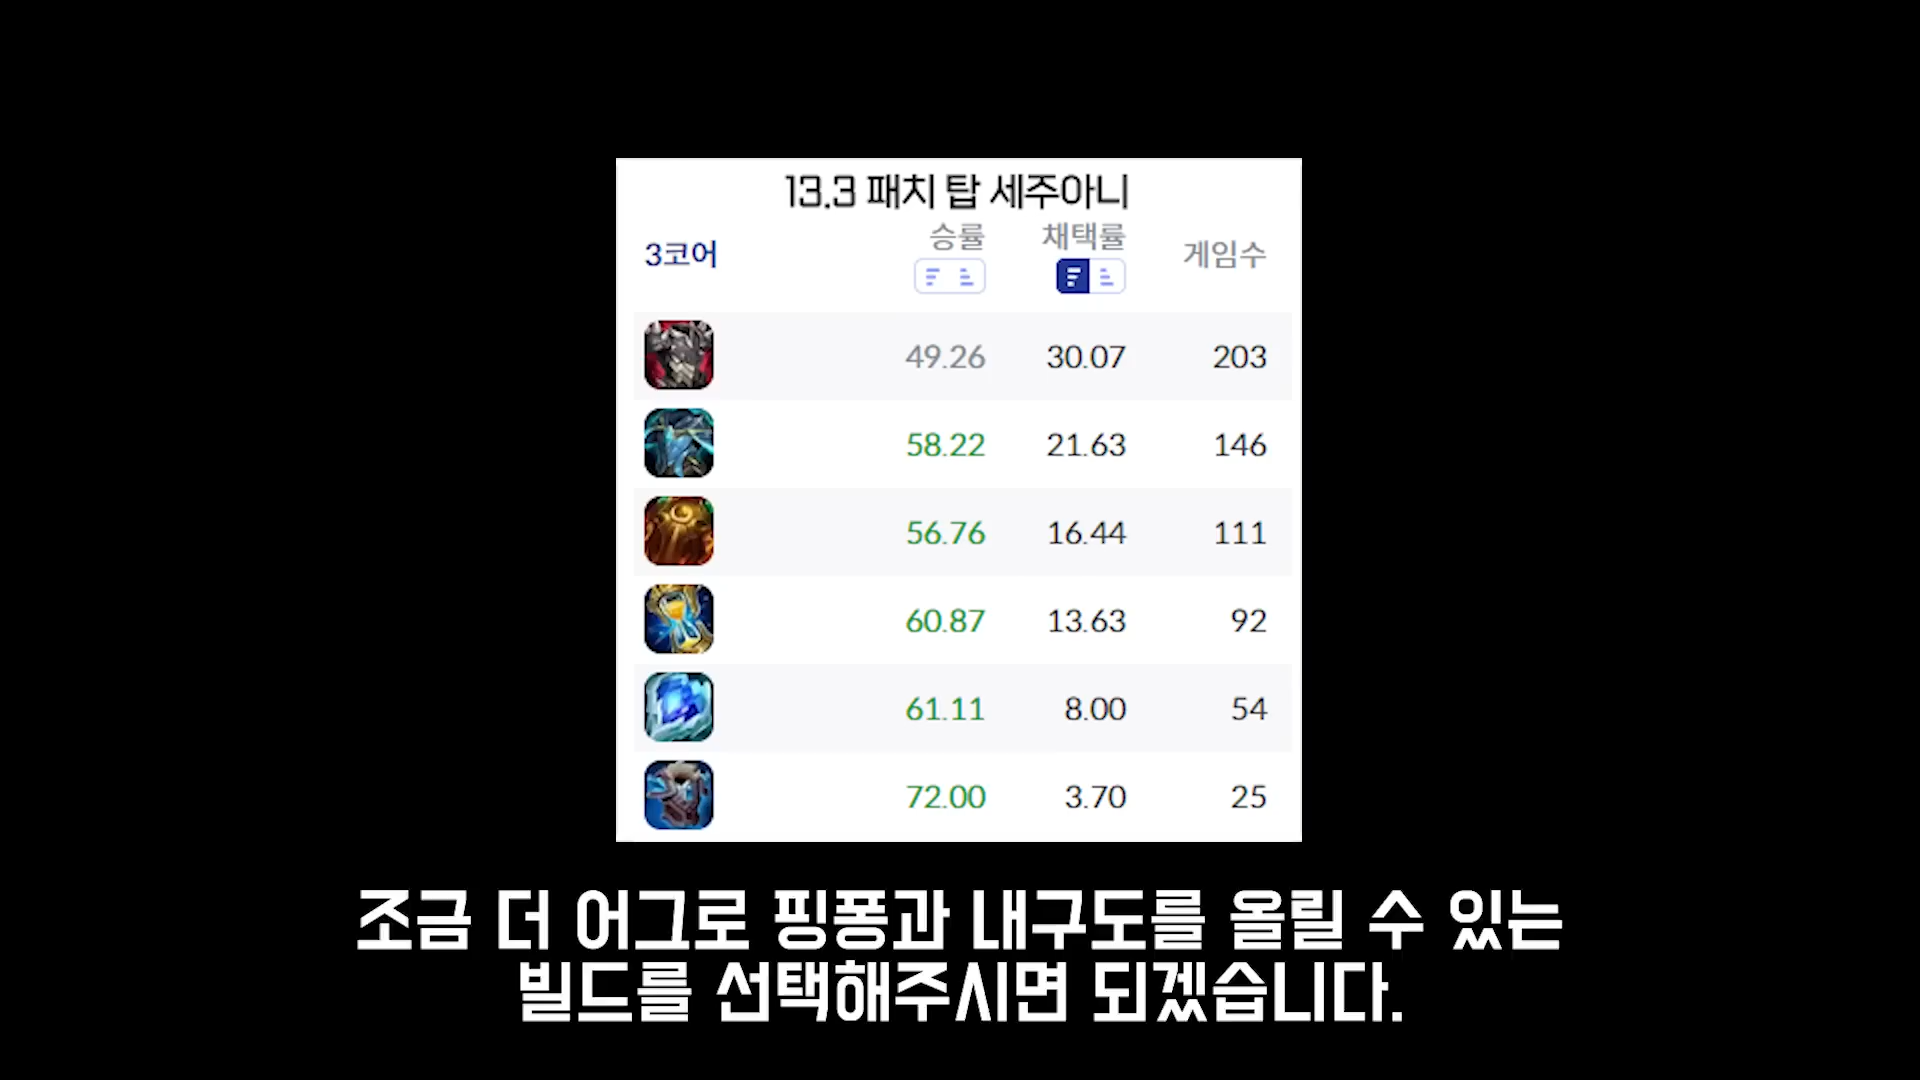 13.3 패치 탑 세주아니
3코어 승률 채택률 게임수
49.26 30.07 203
58.22 21.63 146
56.76 16.44 111
60.87 13.63 92
61.11 8.00 54
72.00 3.70 25
조금 더 어그로 핑퐁과 내구도를 올릴 수 있는
빌드를 선택해주시면 되겠습니다.